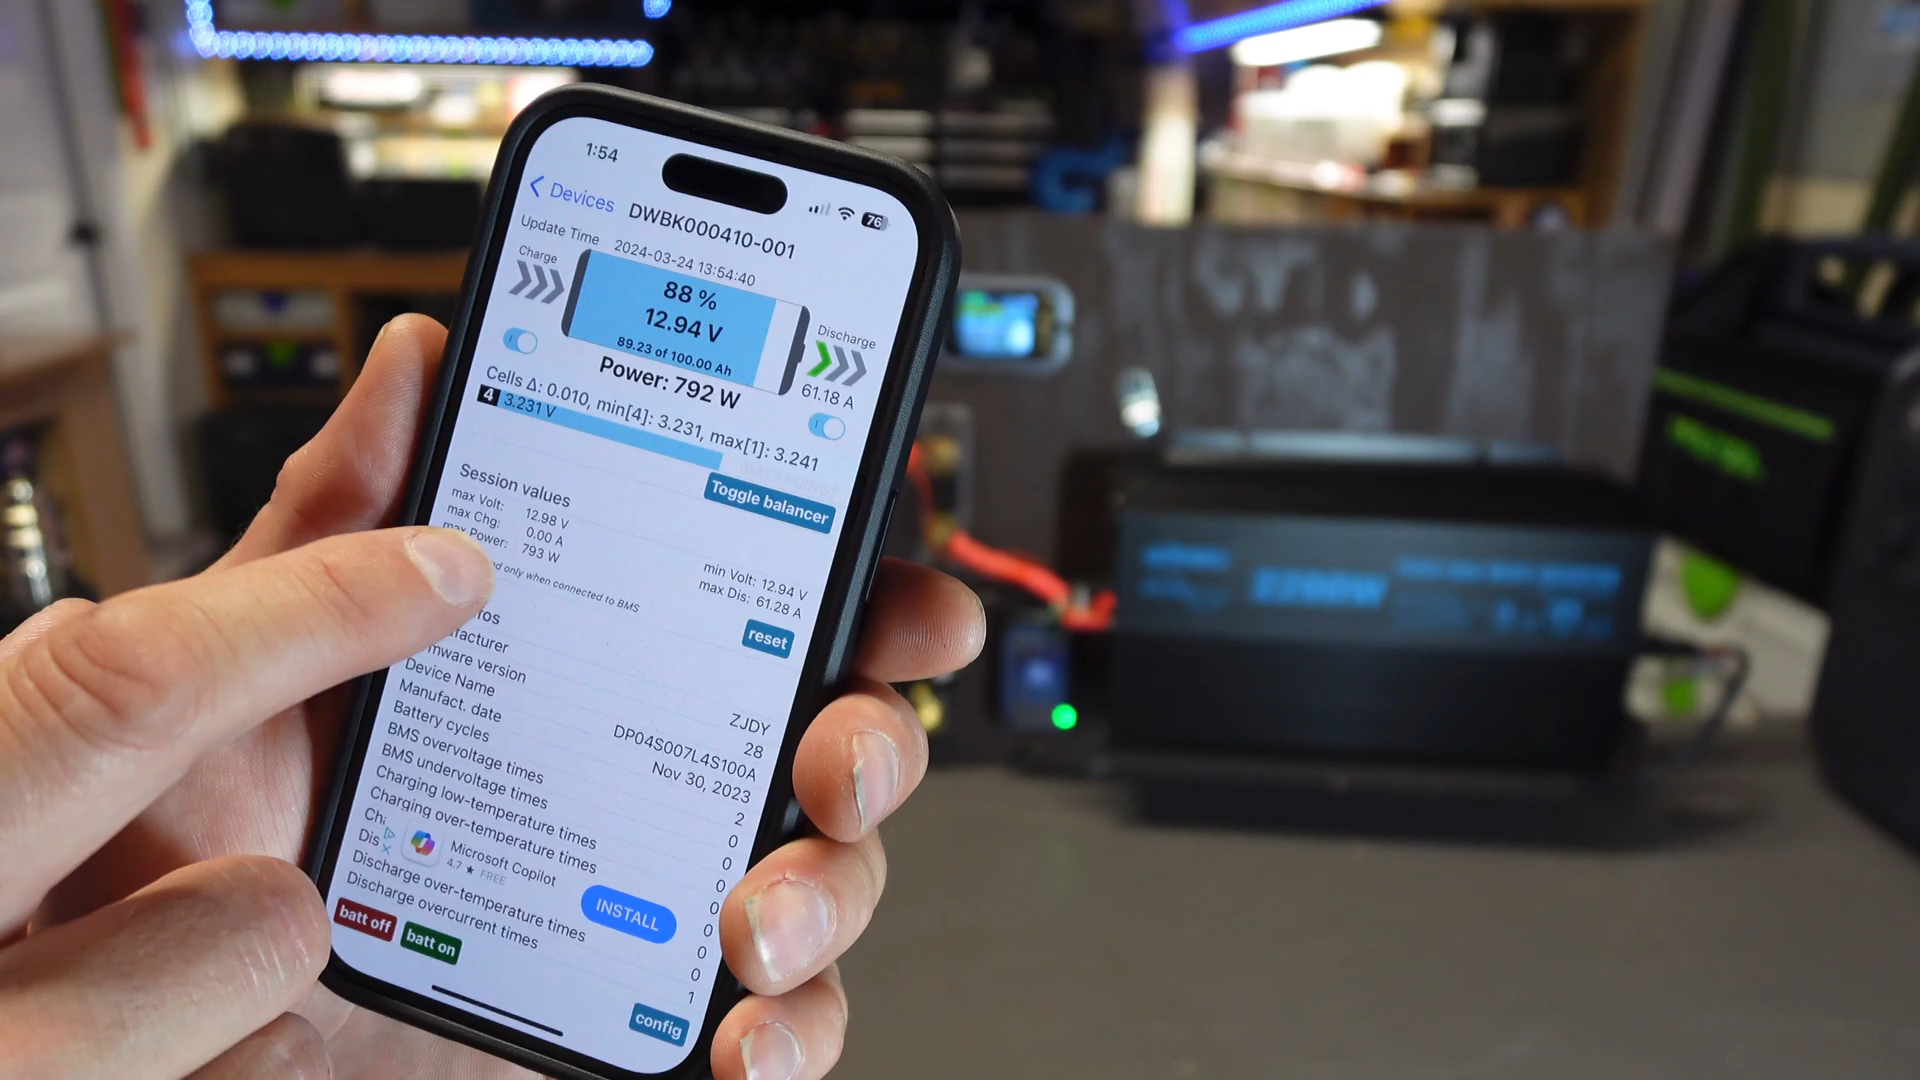 1:54
76
Devices
DWBK000410-001
Update Time 2024-03-24 13:54:40
Charge
88 %
12.94 V
89.23 of 100.00 Ah
Discharge
61.18 A
Power: 792 W
Cells Δ: 0.010, min[4]: 3.231, max[1]: 3.241
4 3.231 V
Toggle balancer
Session values
max Volt: 12.98 V
max Chg: 0.00 A
max Power: 793 W
min Volt: 12.94 V
max Dis: 61.28 A
only when connected to BMS
reset
Device Name
Manufact. date
Battery cycles
BMS overvoltage times
BMS undervoltage times
Charging low-temperature times
Charging over-temperature times
Discharge over-temperature times
Discharge overcurrent times
ZJDY
28
DP04S007L4S100A
Nov 30, 2023
2
0
0
0
0
0
0
0
1
Microsoft Copilot
4.7 ★ FREE
INSTALL
batt off
batt on
config